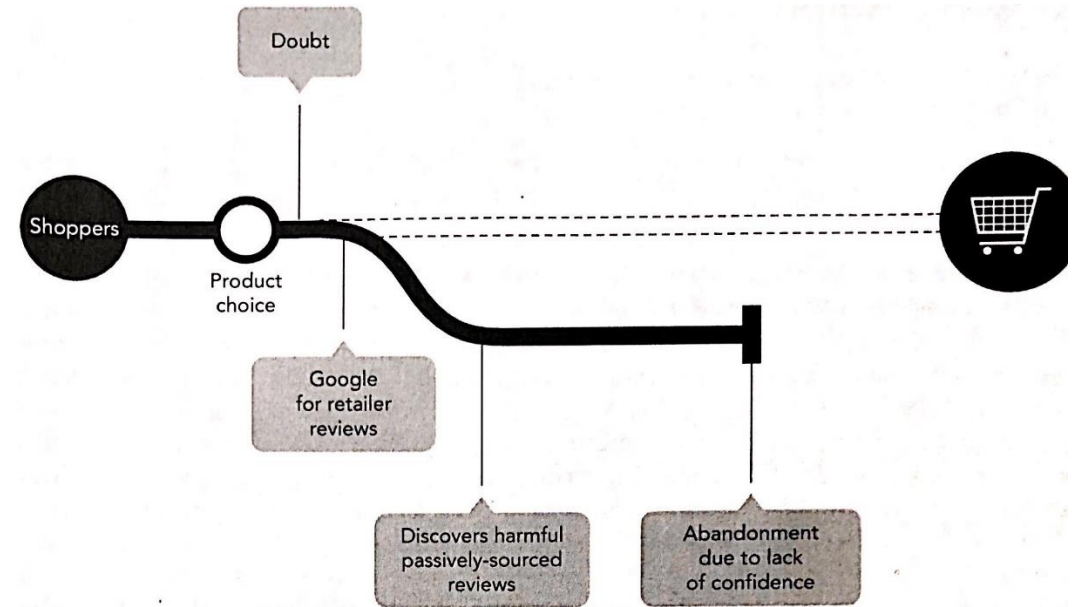 Doubt
Shoppers
Product
choice
Google
for retailer
reviews
Discovers harmful
passively-sourced
reviews
Abandonment
due to lack
of confidence